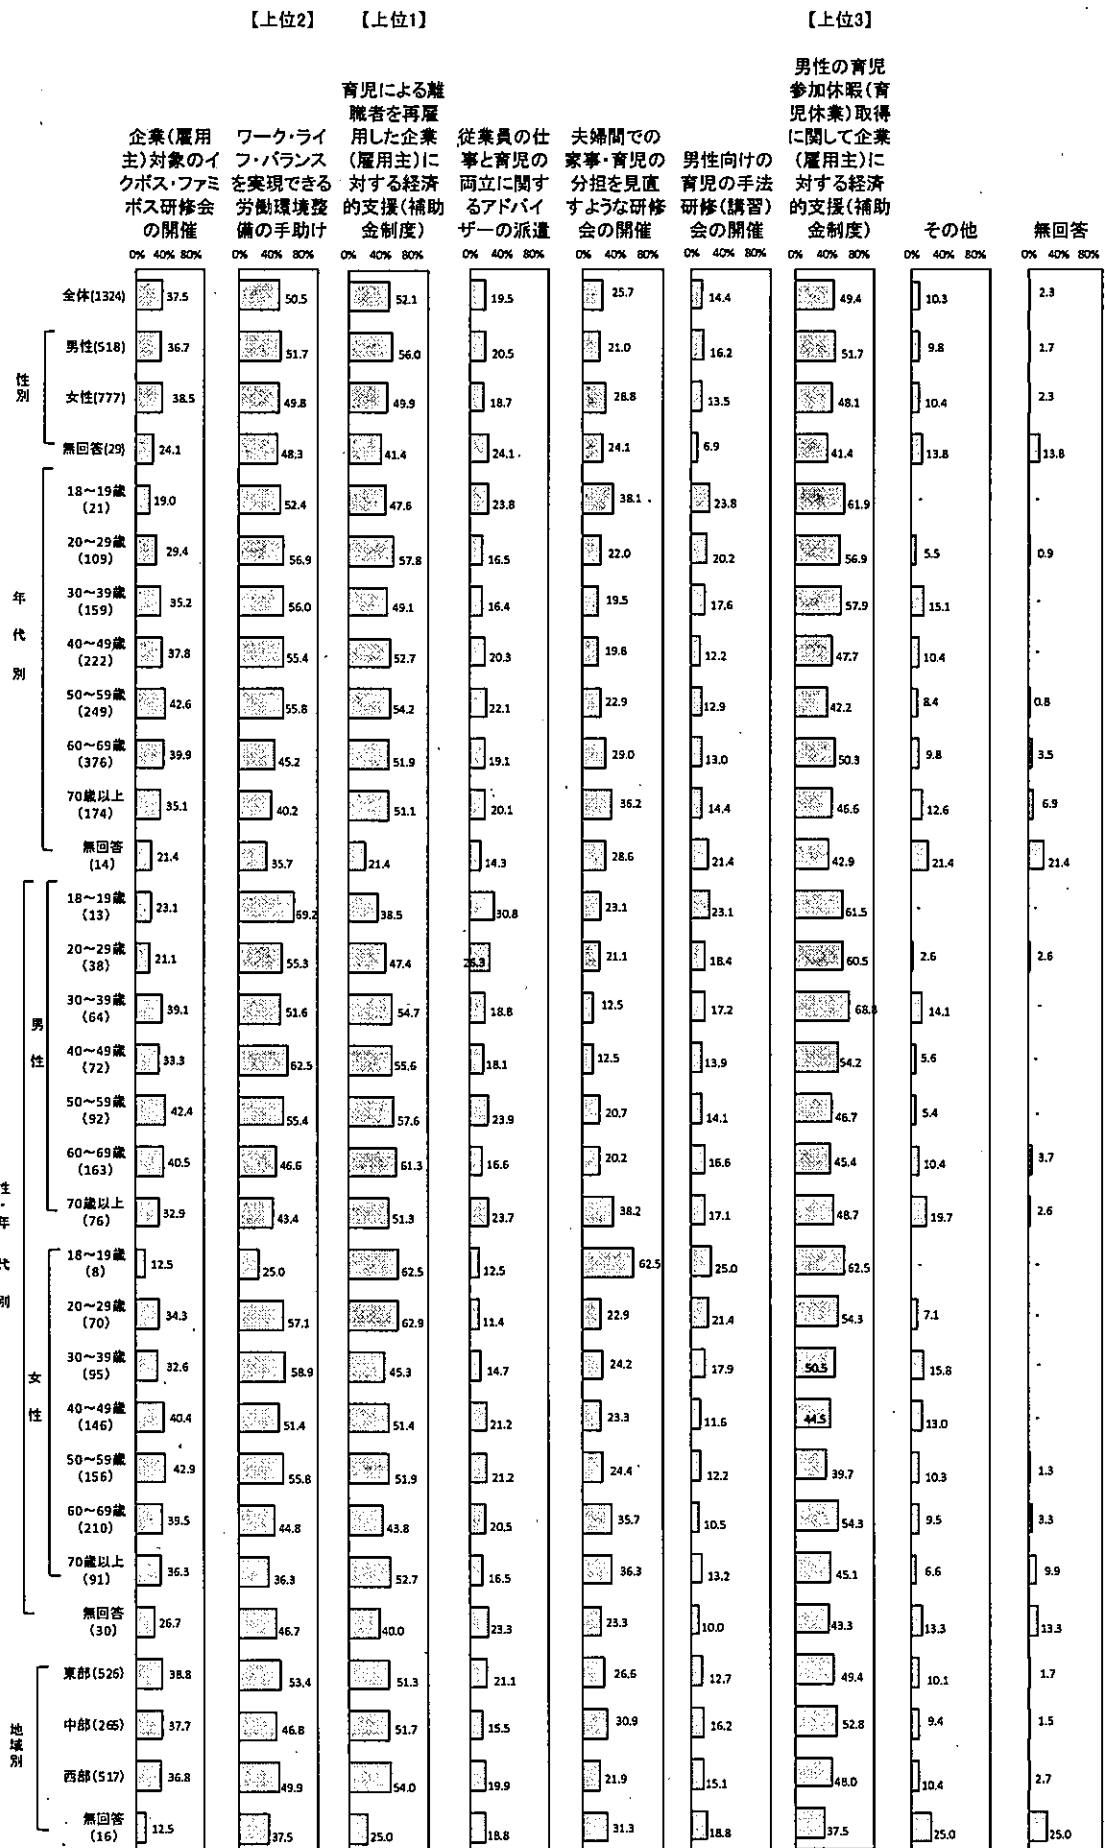 【上位2】 【上位1】 【上位3】
企業(雇用主)対象のイクボス・ファミボス研修会の開催
ワーク・ライフ・バランスを実現できる労働環境整備の手助け
育児による離職者を再雇用した企業(雇用主)に対する経済的支援(補助金制度)
従業員の仕事と育児の両立に関するアドバイザーの派遣
夫婦間での家事・育児の分担を見直すような研修会の開催
男性向けの育児の手法研修(講習)会の開催
男性の育児参加休暇(育児休業)取得に関して企業(雇用主)に対する経済的支援(補助金制度)
その他
無回答
0% 40% 80% 0% 40% 80% 0% 40% 80% 0% 40% 80% 0% 40% 80% 0% 40% 80% 0% 40% 80% 0% 40% 80% 0% 40% 80%
全体(1324) 37.5 50.5 52.1 19.5 25.7 14.4 49.4 10.3 2.3
性別
男性(518) 36.7 51.7 56.0 20.5 21.0 16.2 51.7 9.8 1.7
女性(777) 38.5 49.8 49.9 18.7 28.8 13.5 48.1 10.4 2.3
無回答(29) 24.1 48.3 41.4 24.1 24.1 6.9 41.4 13.8 13.8
年代別
18～19歳(21) 19.0 52.4 47.6 23.8 38.1 23.8 61.9 - -
20～29歳(109) 29.4 56.9 57.8 16.5 22.0 20.2 56.9 5.5 0.9
30～39歳(159) 35.2 56.0 49.1 16.4 19.5 17.6 57.9 15.1 -
40～49歳(222) 37.8 55.4 52.7 20.3 19.8 12.2 47.7 10.4 -
50～59歳(249) 42.6 55.8 54.2 22.1 22.9 12.9 42.2 8.4 0.8
60～69歳(376) 39.9 45.2 51.9 19.1 29.0 13.0 50.3 9.8 3.5
70歳以上(174) 35.1 40.2 51.1 20.1 36.2 14.4 46.6 12.6 6.9
無回答(14) 21.4 35.7 21.4 14.3 28.6 21.4 42.9 21.4 21.4
性・年代別
男性
18～19歳(13) 23.1 69.2 38.5 30.8 23.1 23.1 61.5 - -
20～29歳(38) 21.1 55.3 47.4 26.3 21.1 18.4 60.5 2.6 2.6
30～39歳(64) 39.1 51.6 54.7 18.8 12.5 17.2 68.8 14.1 -
40～49歳(72) 33.3 62.5 55.6 18.1 12.5 13.9 54.2 5.6 -
50～59歳(92) 42.4 55.4 57.6 23.9 20.7 14.1 46.7 5.4 -
60～69歳(163) 40.5 46.6 61.3 16.6 20.2 16.6 45.4 10.4 3.7
70歳以上(76) 32.9 43.4 51.3 23.7 38.2 17.1 48.7 19.7 2.6
女性
18～19歳(8) 12.5 25.0 62.5 12.5 62.5 25.0 62.5 - -
20～29歳(70) 34.3 57.1 62.9 11.4 22.9 21.4 54.3 7.1 -
30～39歳(95) 32.6 58.9 45.3 14.7 24.2 17.9 50.5 15.8 -
40～49歳(146) 40.4 51.4 51.4 21.2 23.3 11.6 44.5 13.0 -
50～59歳(156) 42.9 55.8 51.9 21.2 24.4 12.2 39.7 10.3 1.3
60～69歳(210) 39.5 44.8 43.8 20.5 35.7 10.5 54.3 9.5 3.3
70歳以上(91) 36.3 36.3 52.7 16.5 36.3 13.2 45.1 6.6 9.9
無回答(30) 26.7 46.7 40.0 23.3 23.3 10.0 43.3 13.3 13.3
地域別
東部(526) 38.8 53.4 51.3 21.1 26.6 12.7 49.4 10.1 1.7
中部(265) 37.7 46.8 51.7 15.5 30.9 16.2 52.8 9.4 1.5
西部(517) 36.8 49.9 54.0 19.9 21.9 15.1 48.0 10.4 2.7
無回答(16) 12.5 37.5 25.0 18.8 31.3 18.8 37.5 25.0 25.0